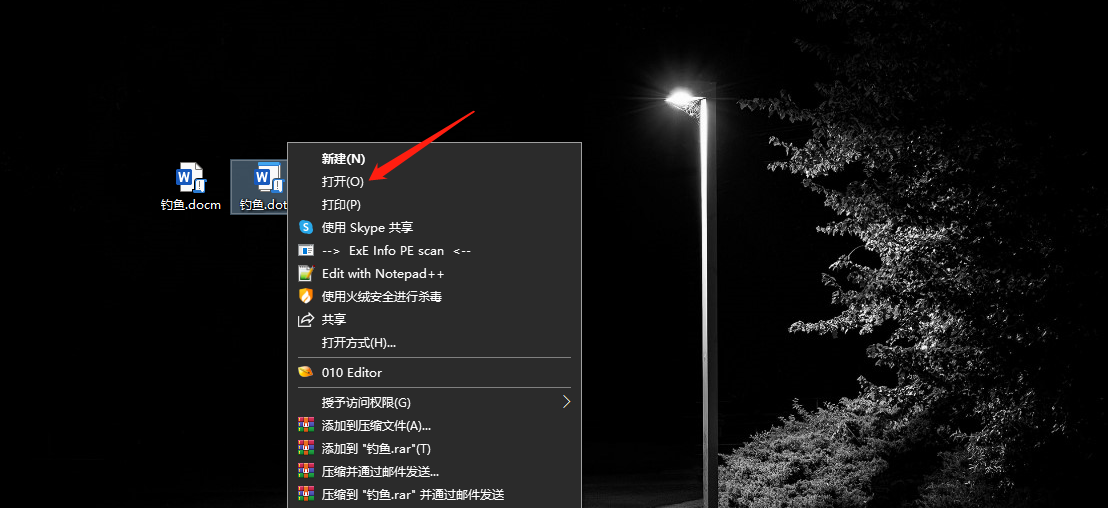 钓鱼.docm
钓鱼.dot
新建(N)
打开(O)
打印(P)
使用 Skype 共享
--> ExE Info PE scan <--
Edit with Notepad++
使用火绒安全进行杀毒
共享
打开方式(H)...
010 Editor
授予访问权限(G)
添加到压缩文件(A)...
添加到 "钓鱼.rar"(T)
压缩并通过邮件发送...
压缩到 "钓鱼.rar" 并通过邮件发送